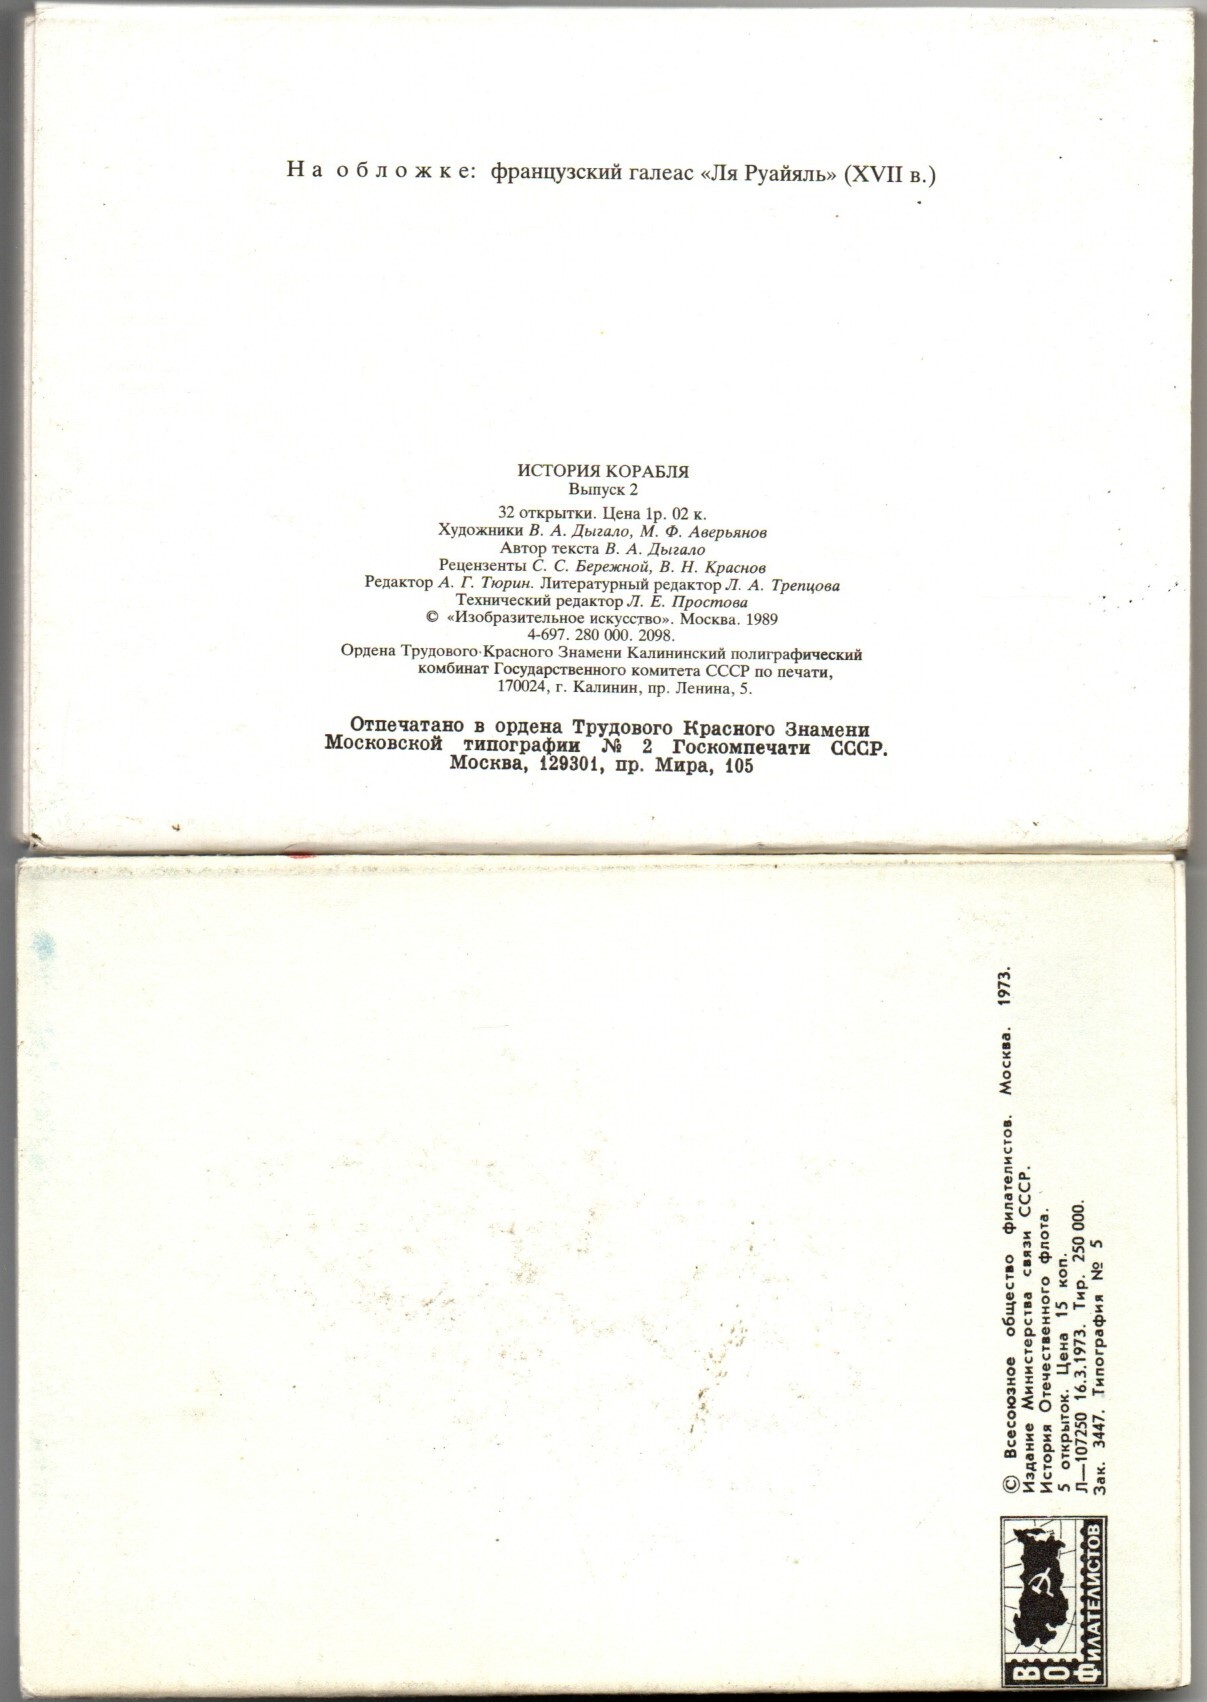 На обложке: французский галеас «Ля Руайяль» (XVII в.)
ИСТОРИЯ КОРАБЛЯ
Выпуск 2
32 открытки. Цена 1р. 02 к.
Художники В. А. Дыгало, М. Ф. Аверьянов
Автор текста В. А. Дыгало
Рецензенты С. С. Бережной, В. Н. Краснов
Редактор А. Г. Тюрин. Литературный редактор Л. А. Трепцова
Технический редактор Л. Е. Простова
© «Изобразительное искусство». Москва. 1989
4-697. 280 000. 2098.
Ордена Трудового Красного Знамени Калининский полиграфический
комбинат Государственного комитета СССР по печати,
170024, г. Калинин, пр. Ленина, 5.
Отпечатано в ордена Трудового Красного Знамени
Московской типографии № 2 Госкомпечати СССР.
Москва, 129301, пр. Мира, 105
© Всесоюзное общество филателистов. Москва. 1973.
Издание Министерства связи СССР.
История Отечественного флота.
5 открыток. Цена 15 коп.
Л—107250 16.3.1973. Тир. 250 000.
Зак. 3447. Типография № 5
В
О
ФИЛАТЕЛИСТОВ